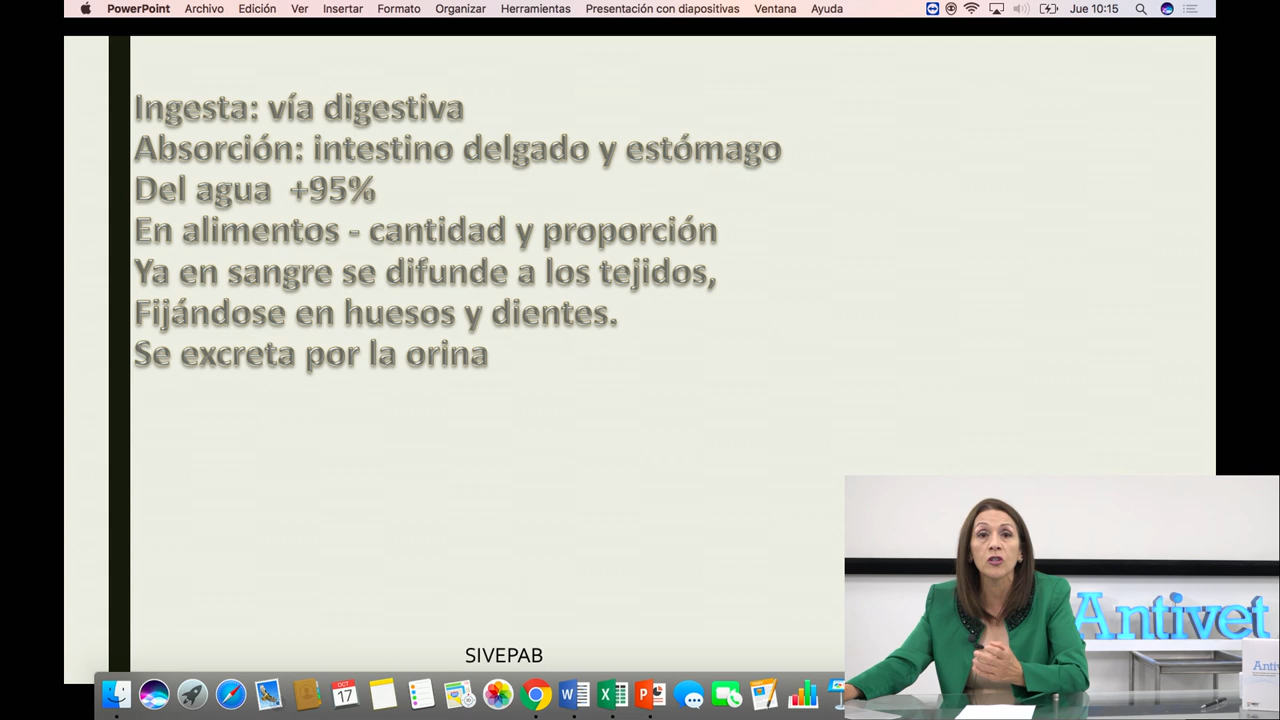 PowerPoint Archivo Edición Ver Insertar Formato Organizar Herramientas Presentación con diapositivas Ventana Ayuda Jue 10:15
Ingesta: vía digestiva
Absorción: intestino delgado y estómago
Del agua +95%
En alimentos - cantidad y proporción
Ya en sangre se difunde a los tejidos,
Fijándose en huesos y dientes.
Se excreta por la orina
Antivet
SIVEPAB
OCT
17